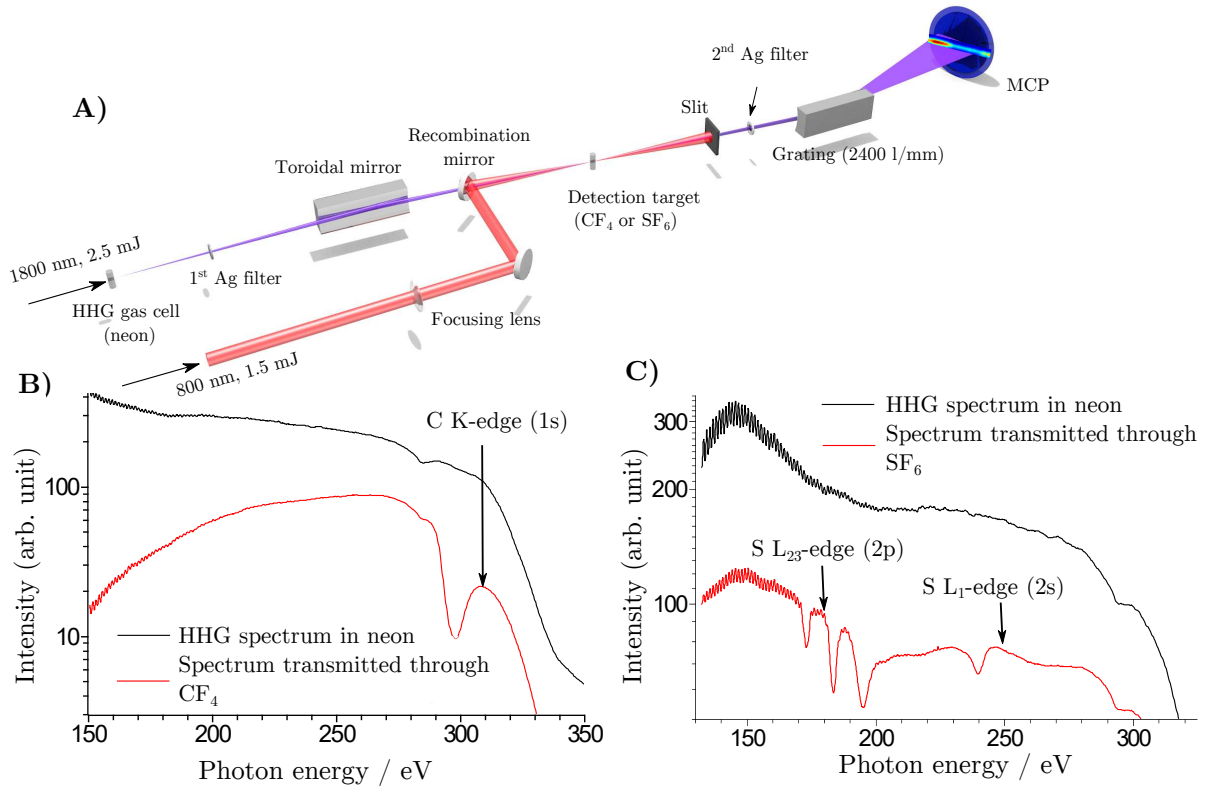 A)
2nd Ag filter
MCP
Slit
Grating (2400 l/mm)
Recombination
mirror
Toroidal mirror
Detection target
(CF4 or SF6)
1800 nm, 2.5 mJ
1st Ag filter
HHG gas cell
(neon)
Focusing lens
800 nm, 1.5 mJ
B)
C K-edge (1s)
Intensity (arb. unit)
100
10
HHG spectrum in neon
Spectrum transmitted through
CF4
150
200
250
300
350
Photon energy / eV
C)
HHG spectrum in neon
Spectrum transmitted through
SF6
S L23-edge (2p)
S L1-edge (2s)
Intensity (arb. unit)
300
200
100
150
200
250
300
Photon energy / eV